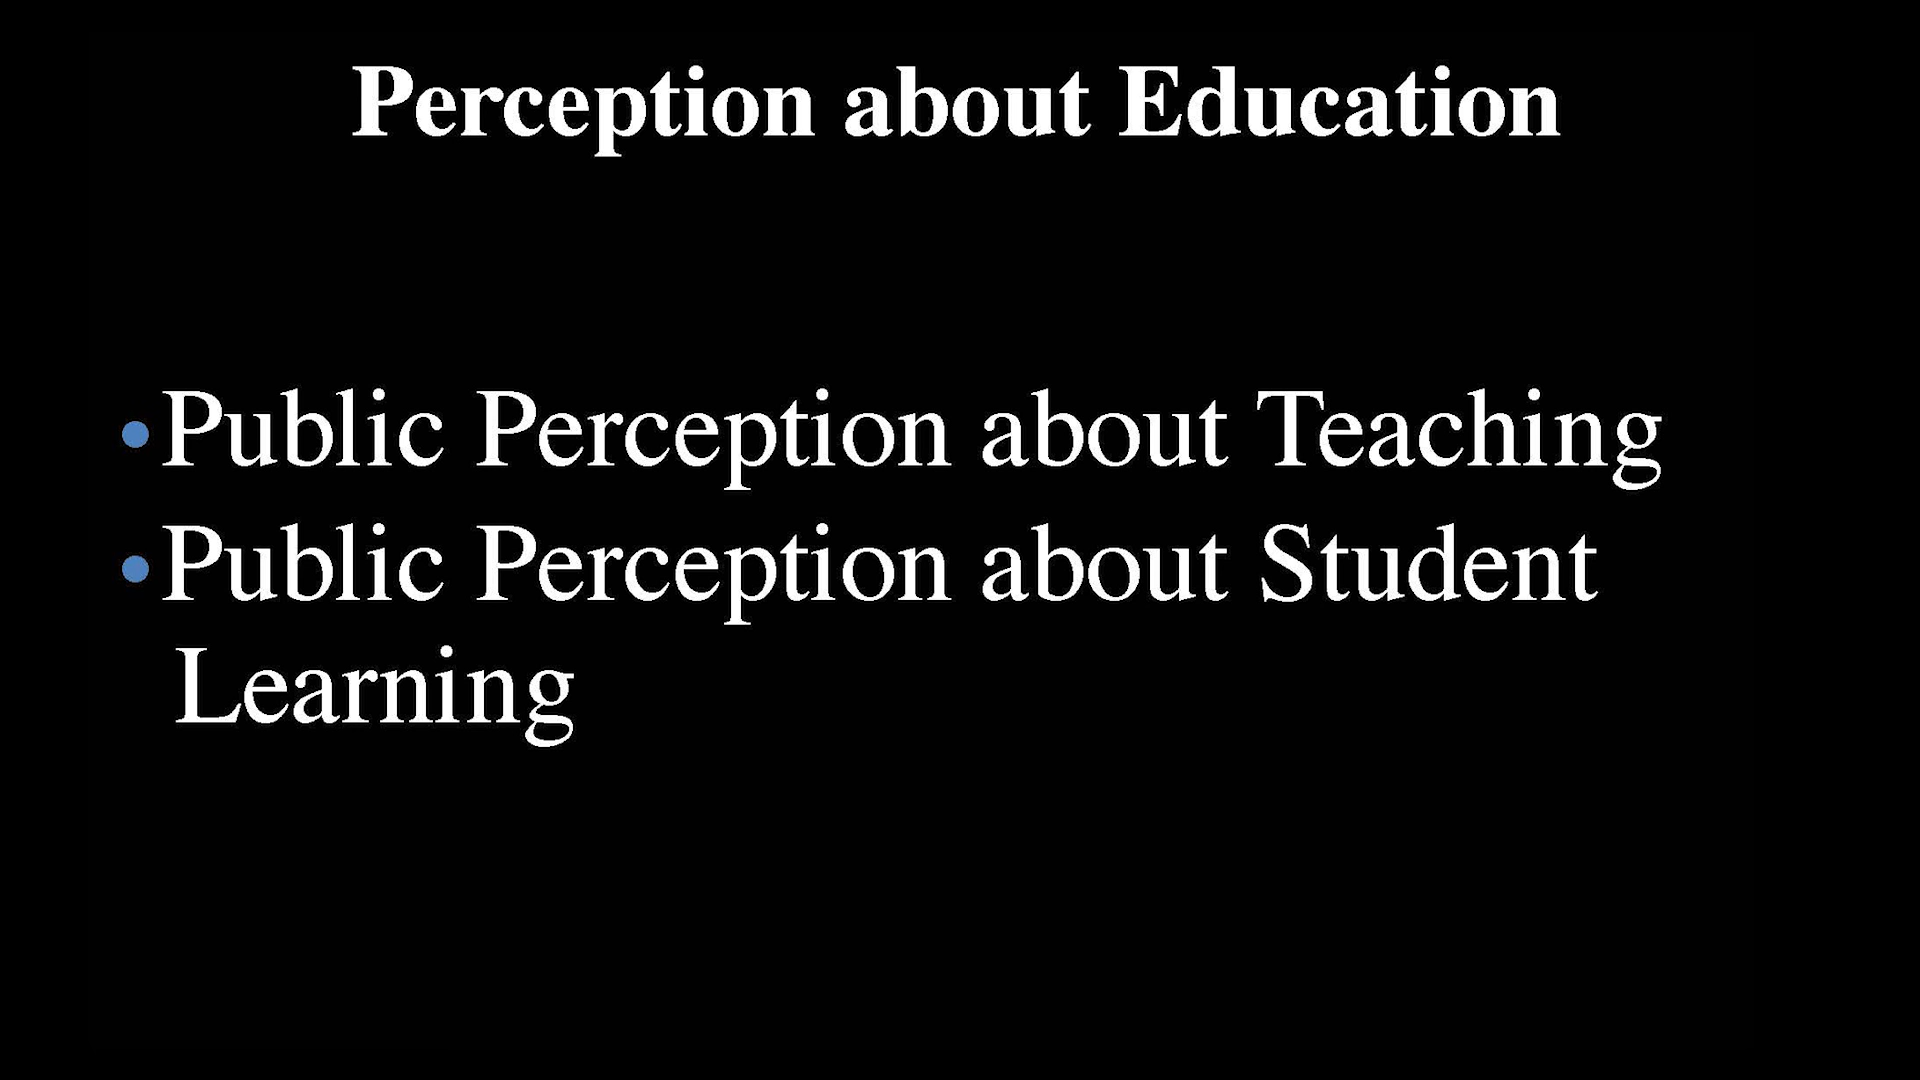 Perception about Education
•Public Perception about Teaching
•Public Perception about Student
Learning